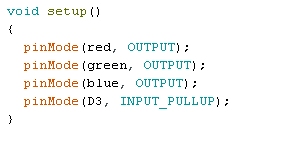 void setup()
{
  pinMode(red, OUTPUT);
  pinMode(green, OUTPUT);
  pinMode(blue, OUTPUT);
  pinMode(D3, INPUT_PULLUP);
}